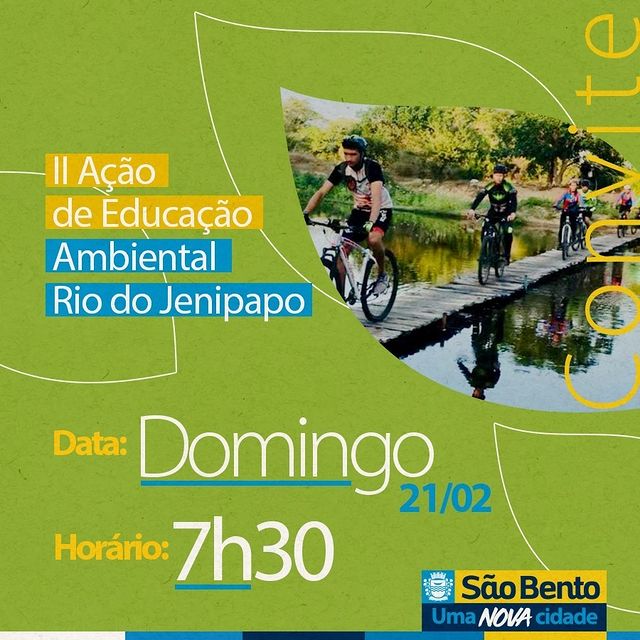 Convite
II Ação
de Educação
Ambiental
Rio do Jenipapo
Data: Domingo
21/02
Horário: 7h30
São Bento
Uma NOVA cidade